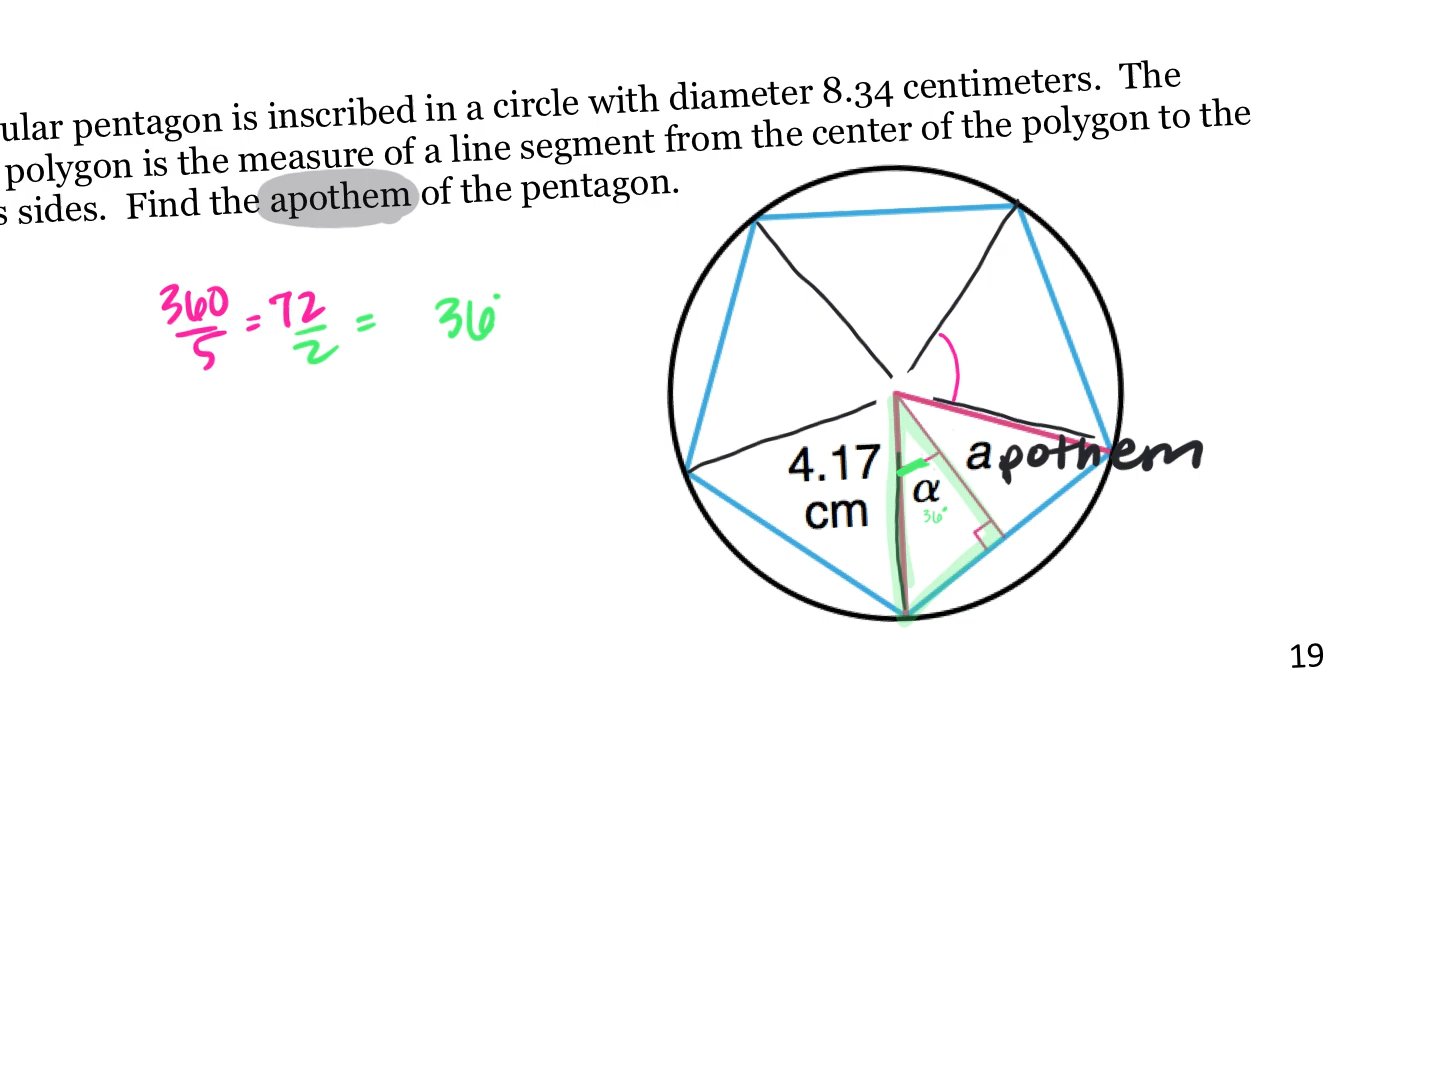 ular pentagon is inscribed in a circle with diameter 8.34 centimeters. The
polygon is the measure of a line segment from the center of the polygon to the
s sides. Find the apothem of the pentagon.
360/5 = 72/2 = 36°
4.17
cm
apothem
α
36°
19